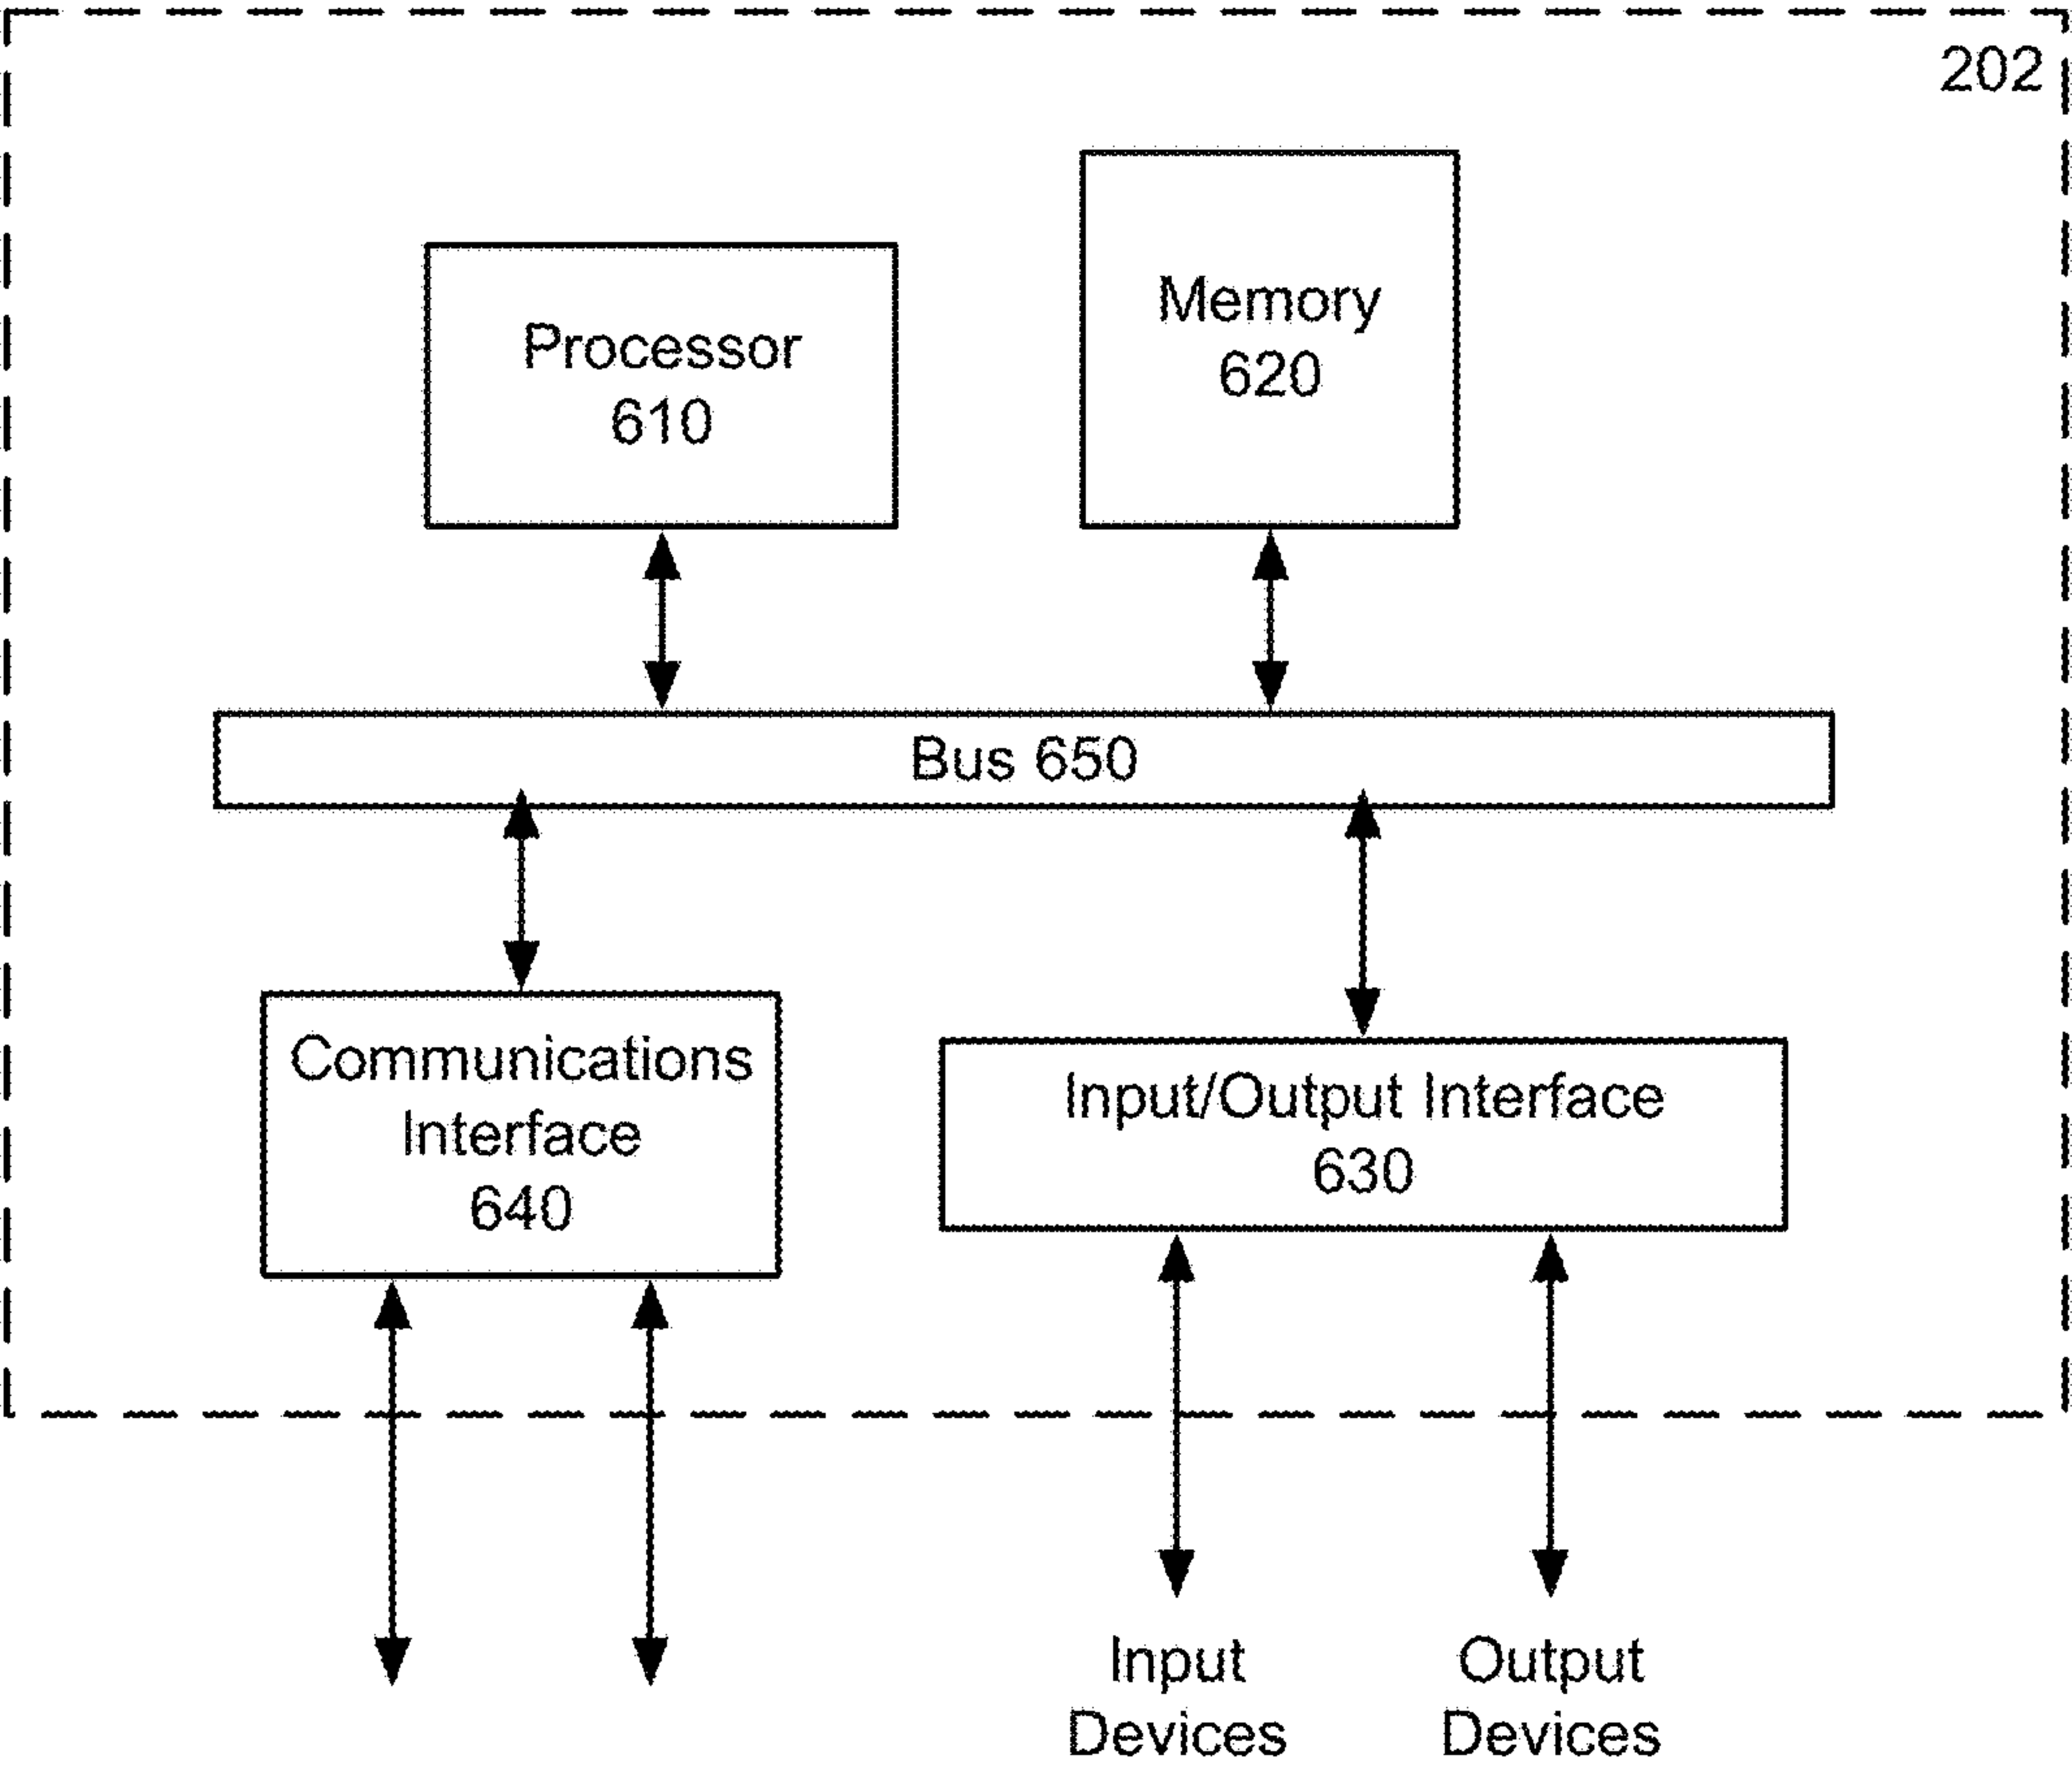 202
Processor
610
Memory
620
Bus 650
Communications
Interface
640
Input/Output Interface
630
Input
Devices
Output
Devices